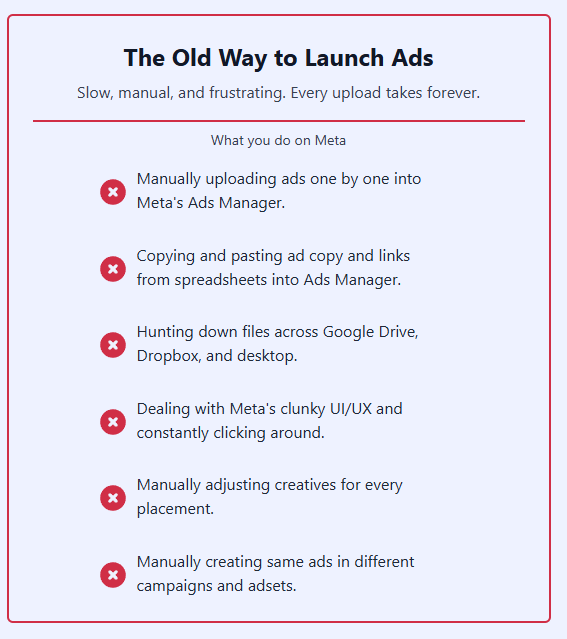 The Old Way to Launch Ads
Slow, manual, and frustrating. Every upload takes forever.
What you do on Meta
Manually uploading ads one by one into
Meta's Ads Manager.
Copying and pasting ad copy and links
from spreadsheets into Ads Manager.
Hunting down files across Google Drive,
Dropbox, and desktop.
Dealing with Meta's clunky UI/UX and
constantly clicking around.
Manually adjusting creatives for every
placement.
Manually creating same ads in different
campaigns and adsets.